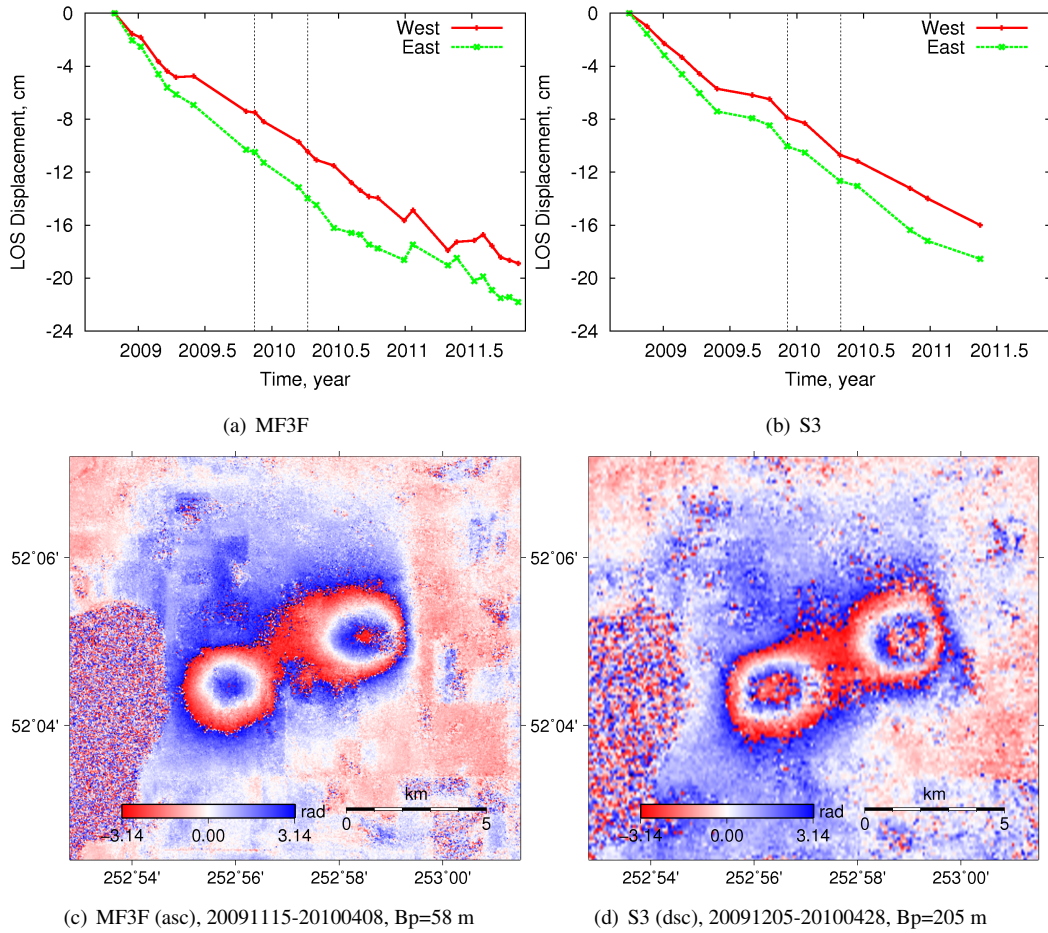 0
-4
-8
-12
-16
-20
-24
LOS Displacement, cm
West
East
2009 2009.5 2010 2010.5 2011 2011.5
Time, year
(a) MF3F
0
-4
-8
-12
-16
-20
-24
LOS Displacement, cm
West
East
2009 2009.5 2010 2010.5 2011 2011.5
Time, year
(b) S3
52°06'
52°04'
rad
−3.14 0.00 3.14
km
0 5
252°54' 252°56' 252°58' 253°00'
(c) MF3F (asc), 20091115-20100408, Bp=58 m
52°06'
52°04'
rad
−3.14 0.00 3.14
km
0 5
252°54' 252°56' 252°58' 253°00'
(d) S3 (dsc), 20091205-20100428, Bp=205 m